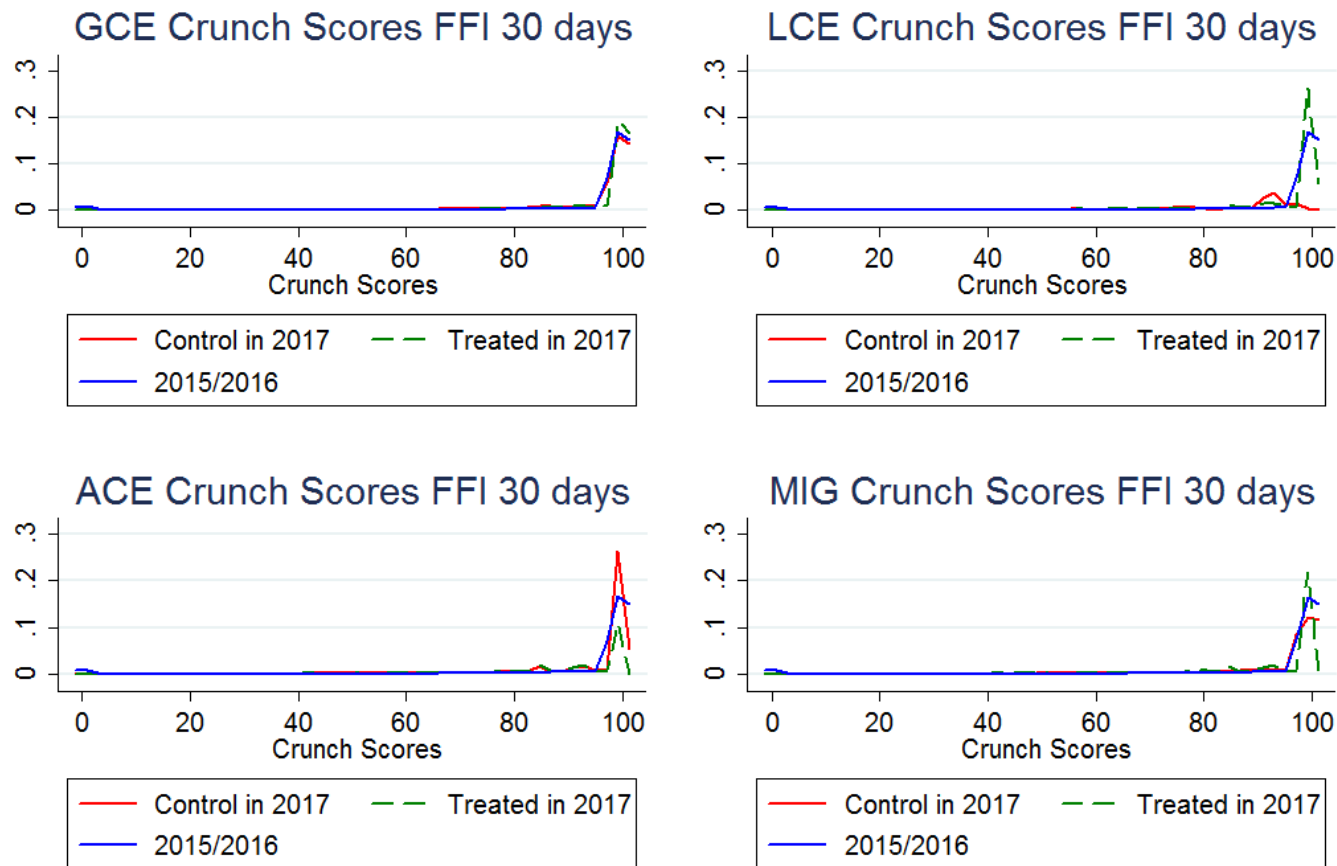 GCE Crunch Scores FFI 30 days
.3
.2
.1
0
0 20 40 60 80 100
Crunch Scores
Control in 2017 Treated in 2017
2015/2016
LCE Crunch Scores FFI 30 days
.3
.2
.1
0
0 20 40 60 80 100
Crunch Scores
Control in 2017 Treated in 2017
2015/2016
ACE Crunch Scores FFI 30 days
.3
.2
.1
0
0 20 40 60 80 100
Crunch Scores
Control in 2017 Treated in 2017
2015/2016
MIG Crunch Scores FFI 30 days
.3
.2
.1
0
0 20 40 60 80 100
Crunch Scores
Control in 2017 Treated in 2017
2015/2016